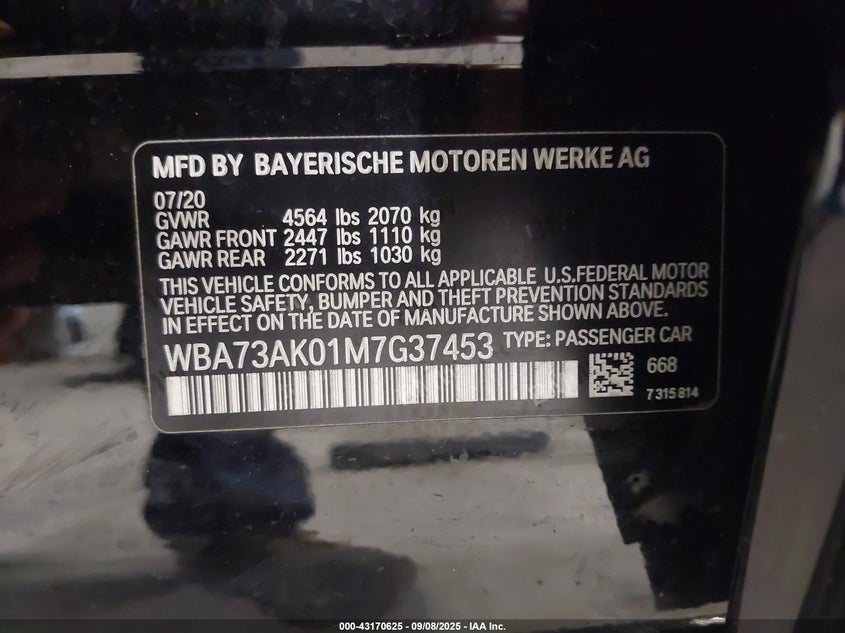 MFD BY BAYERISCHE MOTOREN WERKE AG
07/20
GVWR 4564 lbs 2070 kg
GAWR FRONT 2447 lbs 1110 kg
GAWR REAR 2271 lbs 1030 kg
THIS VEHICLE CONFORMS TO ALL APPLICABLE U.S.FEDERAL MOTOR
VEHICLE SAFETY, BUMPER AND THEFT PREVENTION STANDARDS
IN EFFECT ON THE DATE OF MANUFACTURE SHOWN ABOVE.
WBA73AK01M7G37453 TYPE: PASSENGER CAR
668
7 315 814
000-43170625 - 09/08/2025 - IAA Inc.